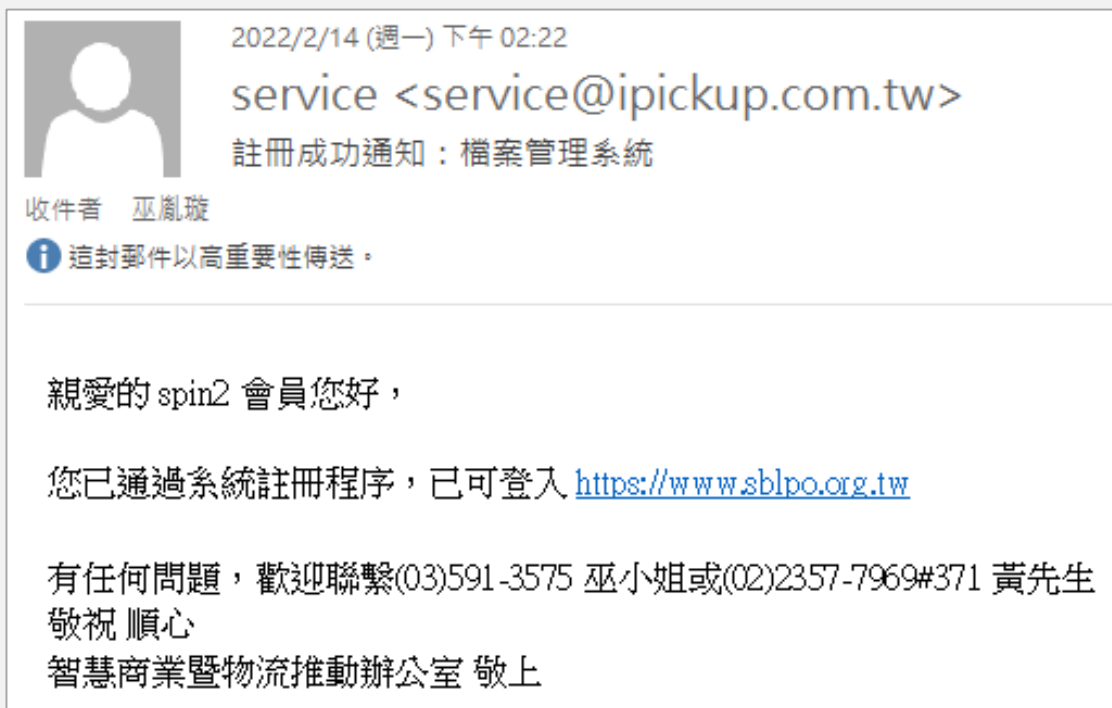 2022/2/14 (週一) 下午 02:22
service <service@ipickup.com.tw>
註冊成功通知：檔案管理系統
收件者 巫胤璇
這封郵件以高重要性傳送。
親愛的 spin2 會員您好，
您已通過系統註冊程序，已可登入 https://www.sblpo.org.tw
有任何問題，歡迎聯繫(03)591-3575 巫小姐或(02)2357-7969#371 黃先生
敬祝 順心
智慧商業暨物流推動辦公室 敬上